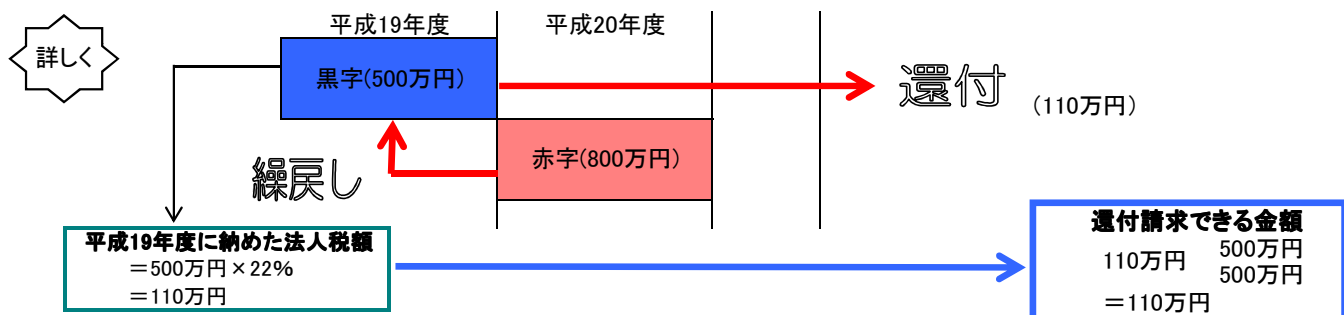 平成19年度
平成20年度
詳しく
黒字(500万円)
還付
(110万円)
赤字(800万円)
繰戻し
平成19年度に納めた法人税額
=500万円×22%
=110万円
還付請求できる金額
110万円
500万円
500万円
=110万円